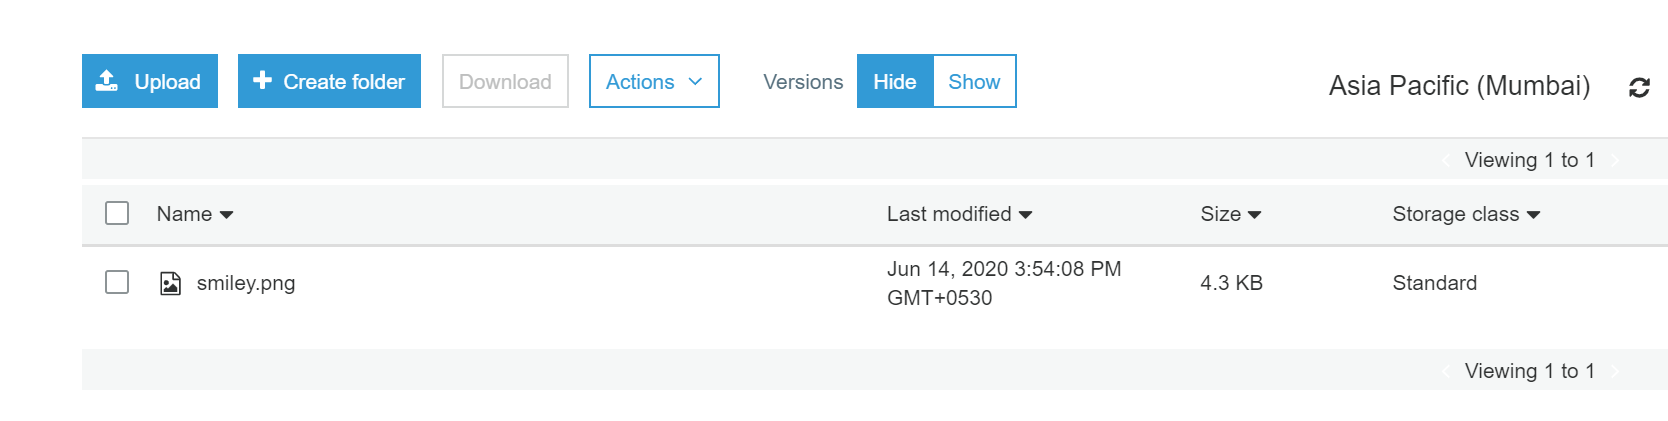 Upload Create folder Download Actions Versions Hide Show Asia Pacific (Mumbai)
Viewing 1 to 1
Name Last modified Size Storage class
smiley.png Jun 14, 2020 3:54:08 PM 4.3 KB Standard
GMT+0530
Viewing 1 to 1